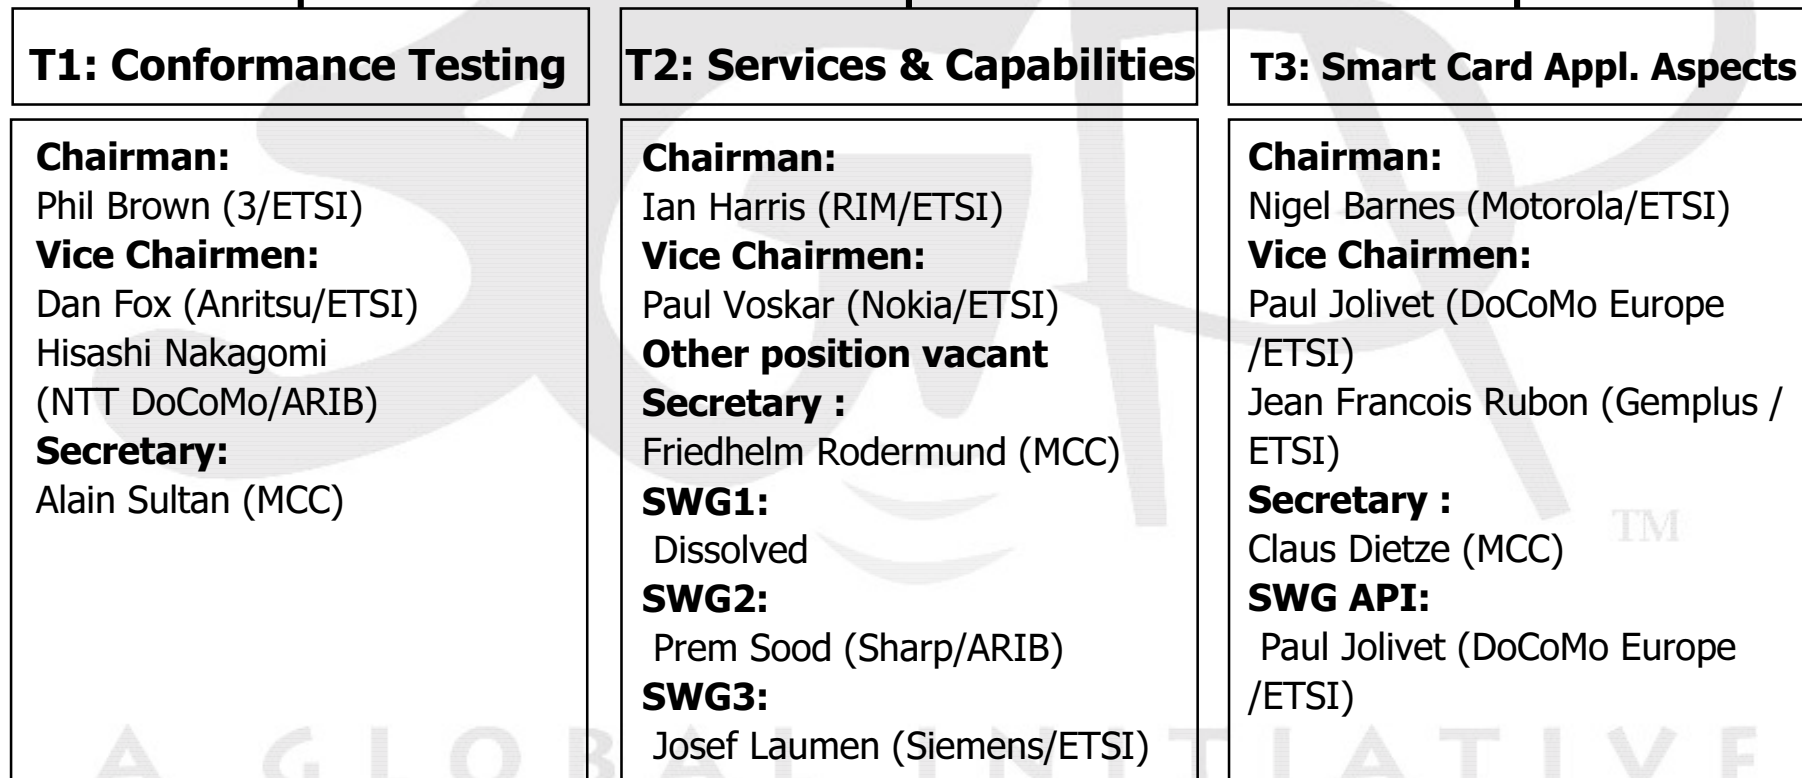 T1: Conformance Testing
Chairman:
Phil Brown (3/ETSI)
Vice Chairmen:
Dan Fox (Anritsu/ETSI)
Hisashi Nakagomi
(NTT DoCoMo/ARIB)
Secretary:
Alain Sultan (MCC)
T2: Services & Capabilities
Chairman:
Ian Harris (RIM/ETSI)
Vice Chairmen:
Paul Voskar (Nokia/ETSI)
Other position vacant
Secretary :
Friedhelm Rodermund (MCC)
SWG1:
Dissolved
SWG2:
Prem Sood (Sharp/ARIB)
SWG3:
Josef Laumen (Siemens/ETSI)
T3: Smart Card Appl. Aspects
Chairman:
Nigel Barnes (Motorola/ETSI)
Vice Chairmen:
Paul Jolivet (DoCoMo Europe
/ETSI)
Jean Francois Rubon (Gemplus /
ETSI)
Secretary :
Claus Dietze (MCC)
SWG API:
Paul Jolivet (DoCoMo Europe
/ETSI)
TM
A GLOBAL INITIATIVE